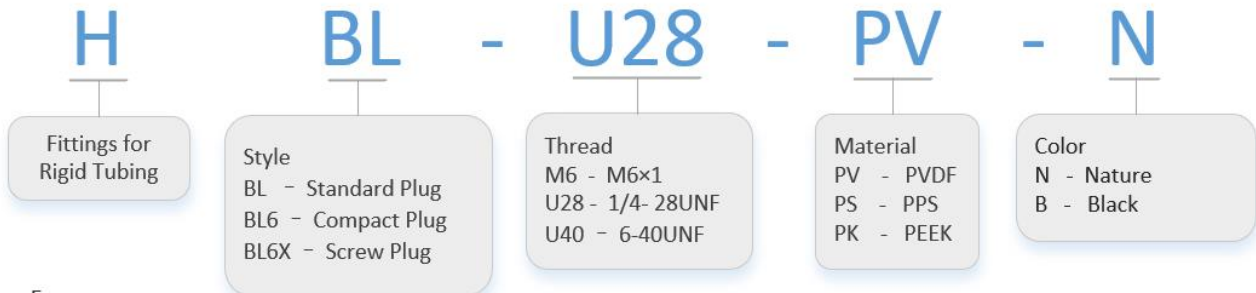 H BL - U28 - PV - N
Fittings for
Rigid Tubing
Style
BL – Standard Plug
BL6 – Compact Plug
BL6X – Screw Plug
Thread
M6 - M6×1
U28 - 1/4- 28UNF
U40 – 6-40UNF
Material
PV - PVDF
PS - PPS
PK - PEEK
Color
N - Nature
B - Black